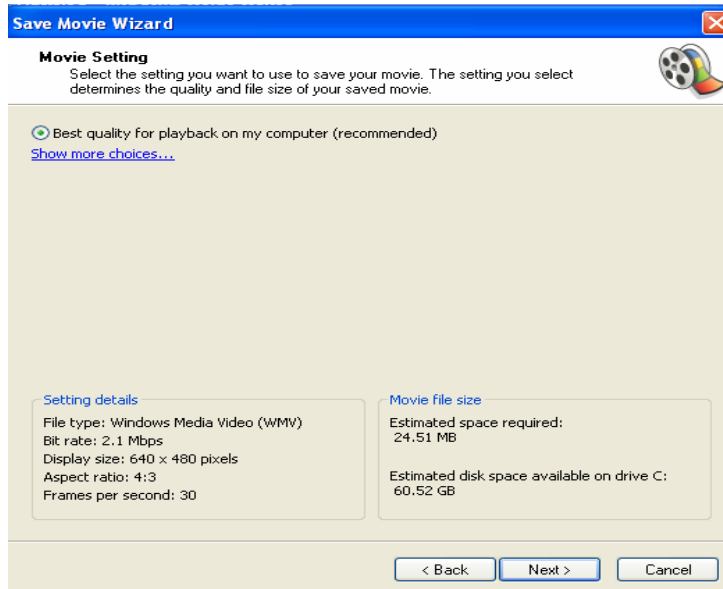 Save Movie Wizard
Movie Setting
Select the setting you want to use to save your movie. The setting you select
determines the quality and file size of your saved movie.
Best quality for playback on my computer (recommended)
Show more choices...
Setting details
File type: Windows Media Video (WMV)
Bit rate: 2.1 Mbps
Display size: 640 x 480 pixels
Aspect ratio: 4:3
Frames per second: 30
Movie file size
Estimated space required:
24.51 MB
Estimated disk space available on drive C:
60.52 GB
< Back
Next >
Cancel